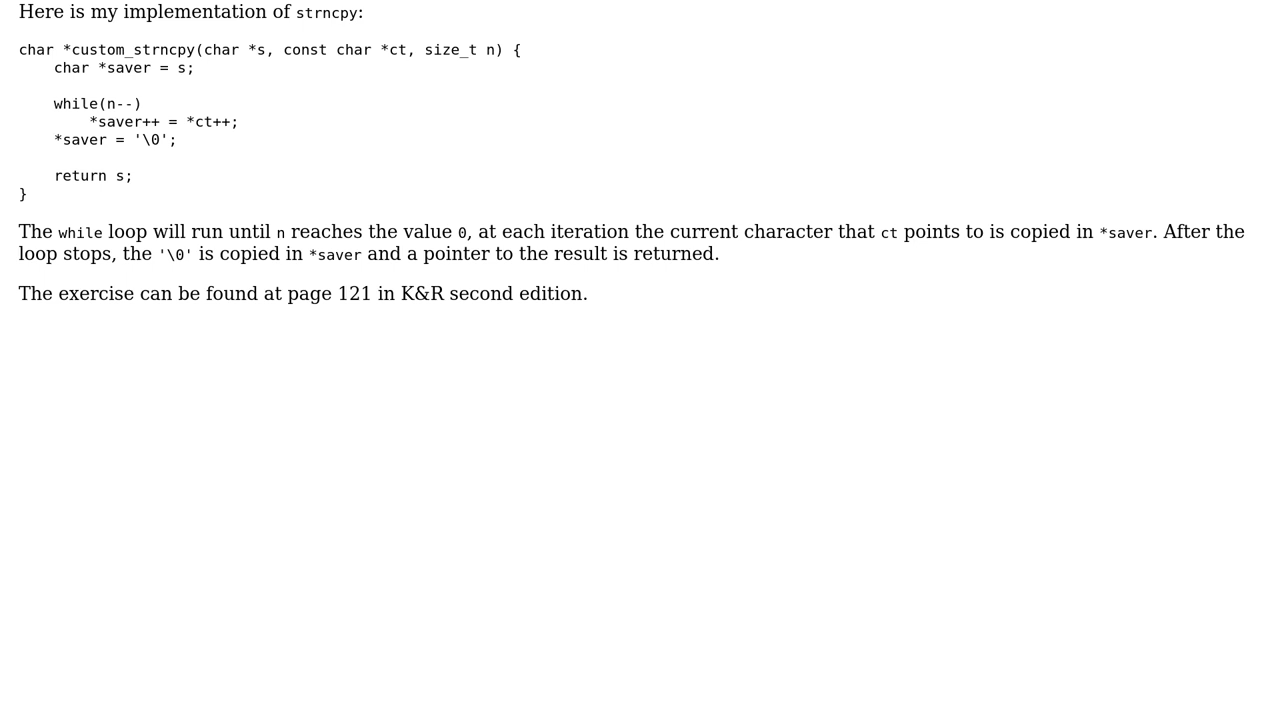 Here is my implementation of strncpy:
char *custom_strncpy(char *s, const char *ct, size_t n) {
    char *saver = s;
    while(n--)
        *saver++ = *ct++;
    *saver = '\0';
    return s;
}
The while loop will run until n reaches the value 0, at each iteration the current character that ct points to is copied in *saver. After the
loop stops, the '\0' is copied in *saver and a pointer to the result is returned.
The exercise can be found at page 121 in K&R second edition.